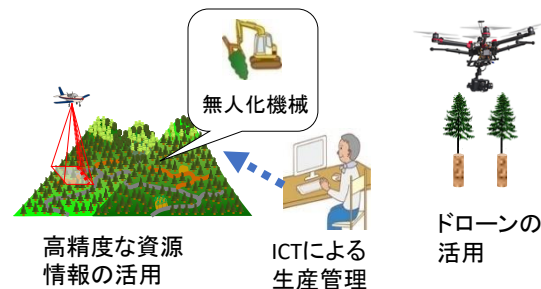 無人化機械
高精度な資源
情報の活用
ICTによる
生産管理
ドローンの
活用